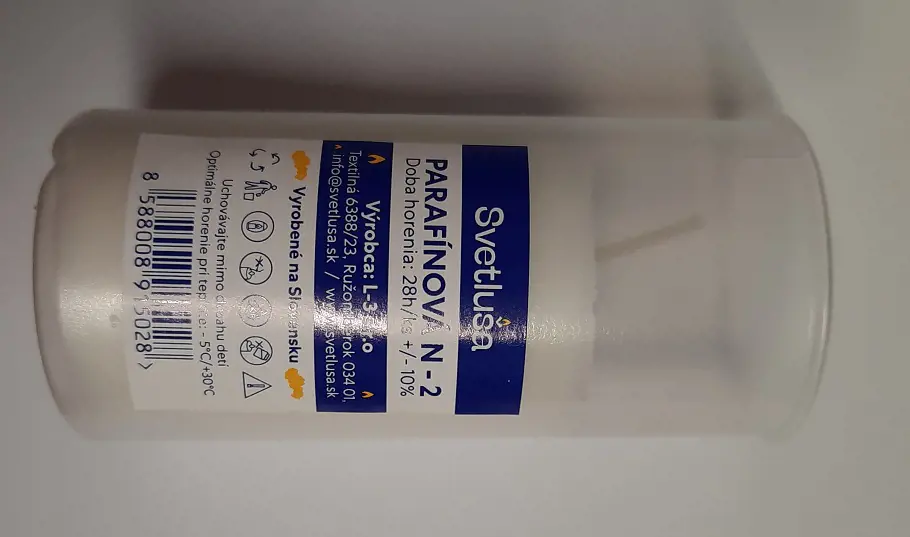 Svetluša
PARAFÍNOVÁ N - 2
Doba horenia: 28h/ +/- 10%
Výrobca: L-3
Textilná 6388/23, Ružomberok 034 01,
info@svetlusa.sk / www.svetlusa.sk
Vyrobené na Slovensku
Uchovávajte mimo dosahu detí
Optimálne horenie pri teplote: - 5°C/+30°C
8 588008 915028 >